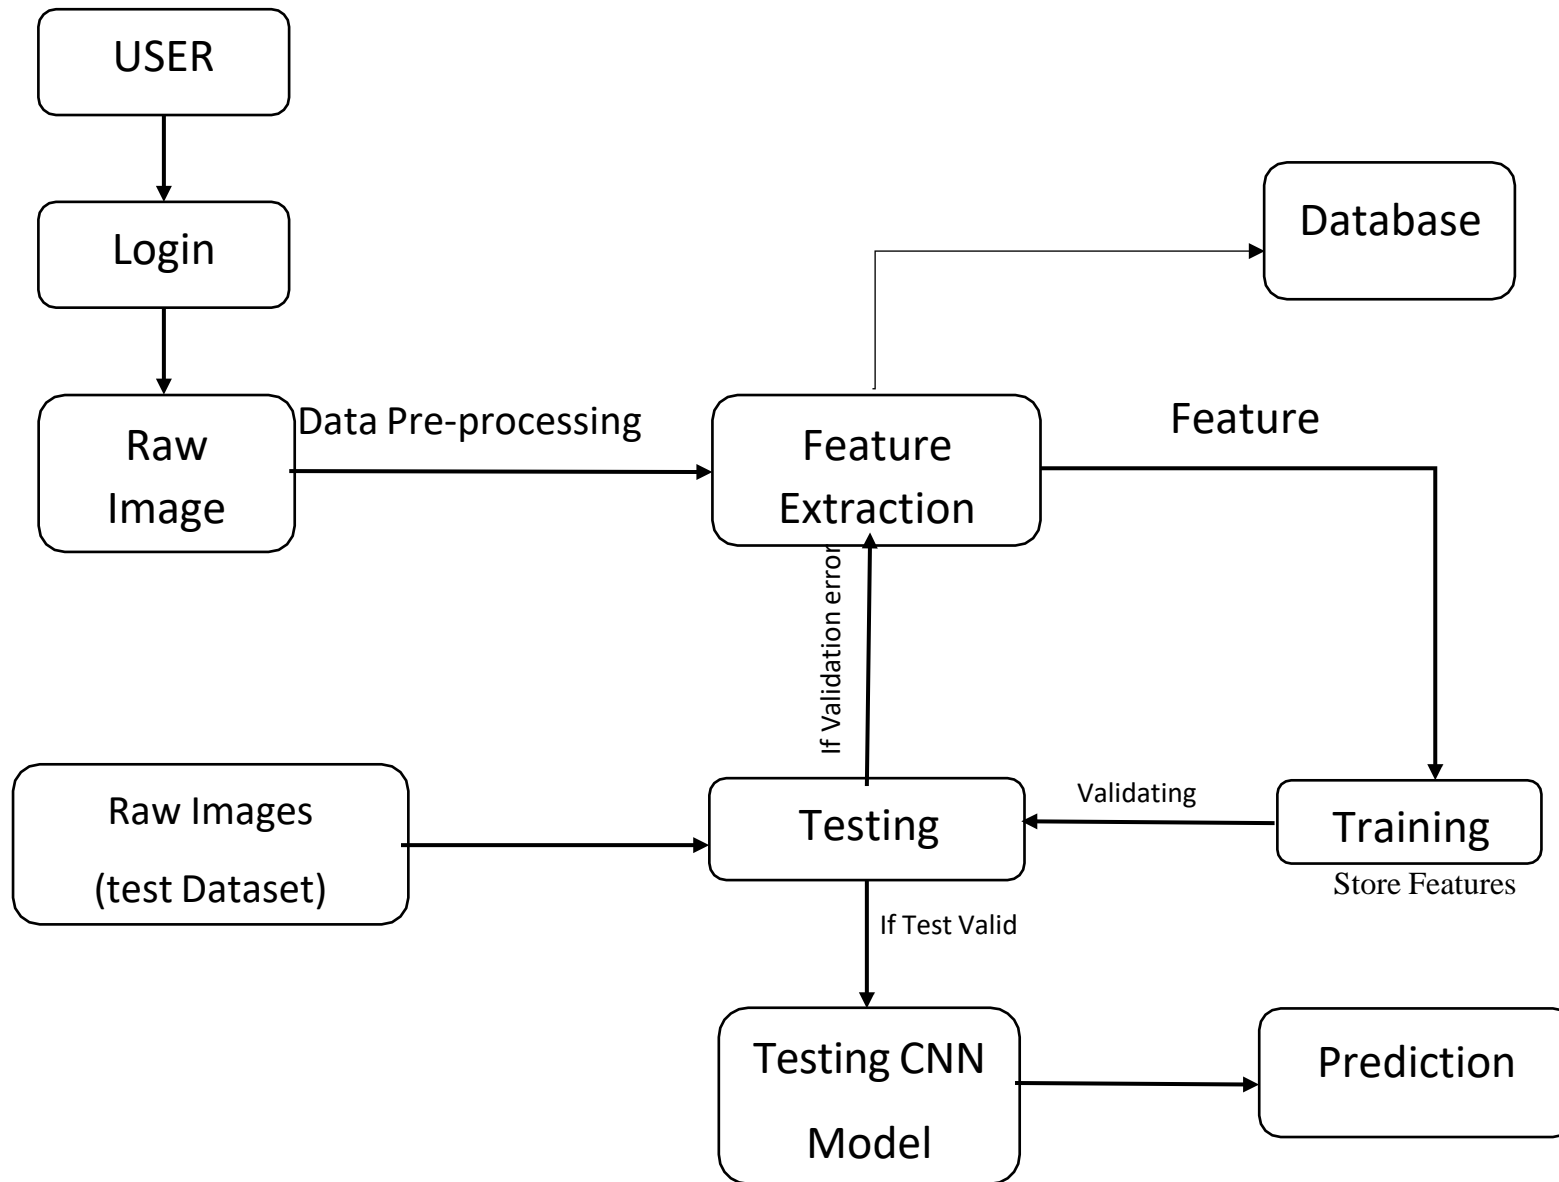 USER
Login
Database
Raw
Image
Data Pre-processing
Feature
Extraction
Feature
If Validation error
Raw Images
(test Dataset)
Testing
Validating
Training
Store Features
If Test Valid
Testing CNN
Model
Prediction